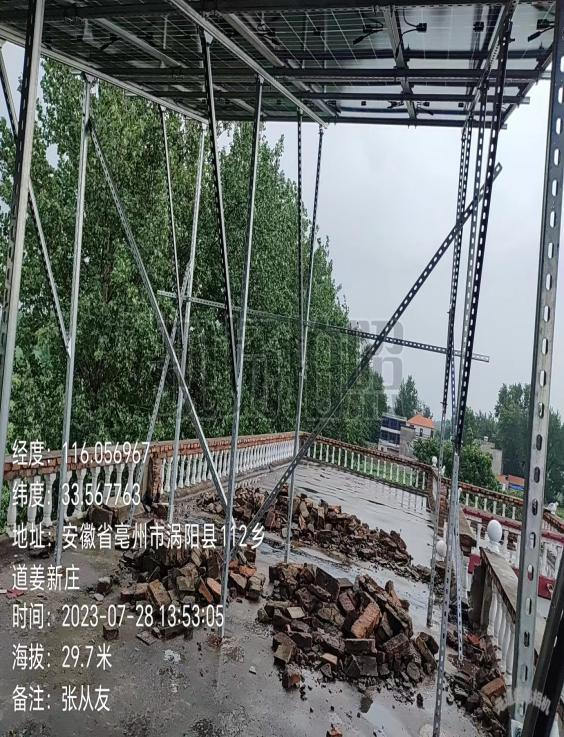 经度：116.056967
纬度：33.567763
地址：安徽省亳州市涡阳县112乡
道姜新庄
时间：2023-07-28 13:53:05
海拔：29.7米
备注：张从友